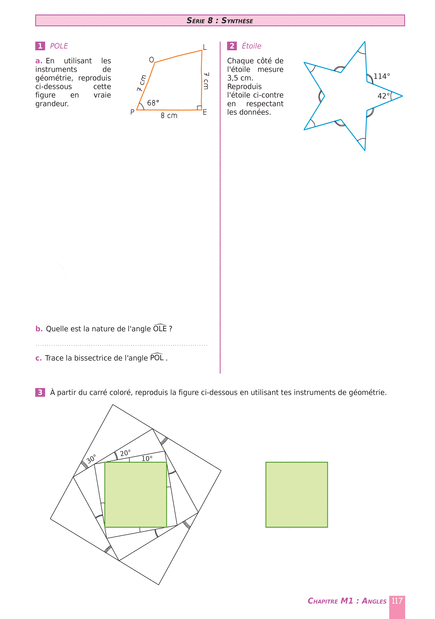 SÉRIE 8 : SYNTHÈSE
1 POLE
a. En utilisant les
instruments de
géométrie, reproduis
ci-dessous cette
figure en vraie
grandeur.
O
L
7 cm
7 cm
68°
P
E
8 cm
b. Quelle est la nature de l'angle OLE ?
c. Trace la bissectrice de l'angle POL .
2 Étoile
Chaque côté de
l'étoile mesure
3,5 cm.
Reproduis
l'étoile ci-contre
en respectant
les données.
114°
42°
3 À partir du carré coloré, reproduis la figure ci-dessous en utilisant tes instruments de géométrie.
30°
20°
10°
CHAPITRE M1 : ANGLES 117